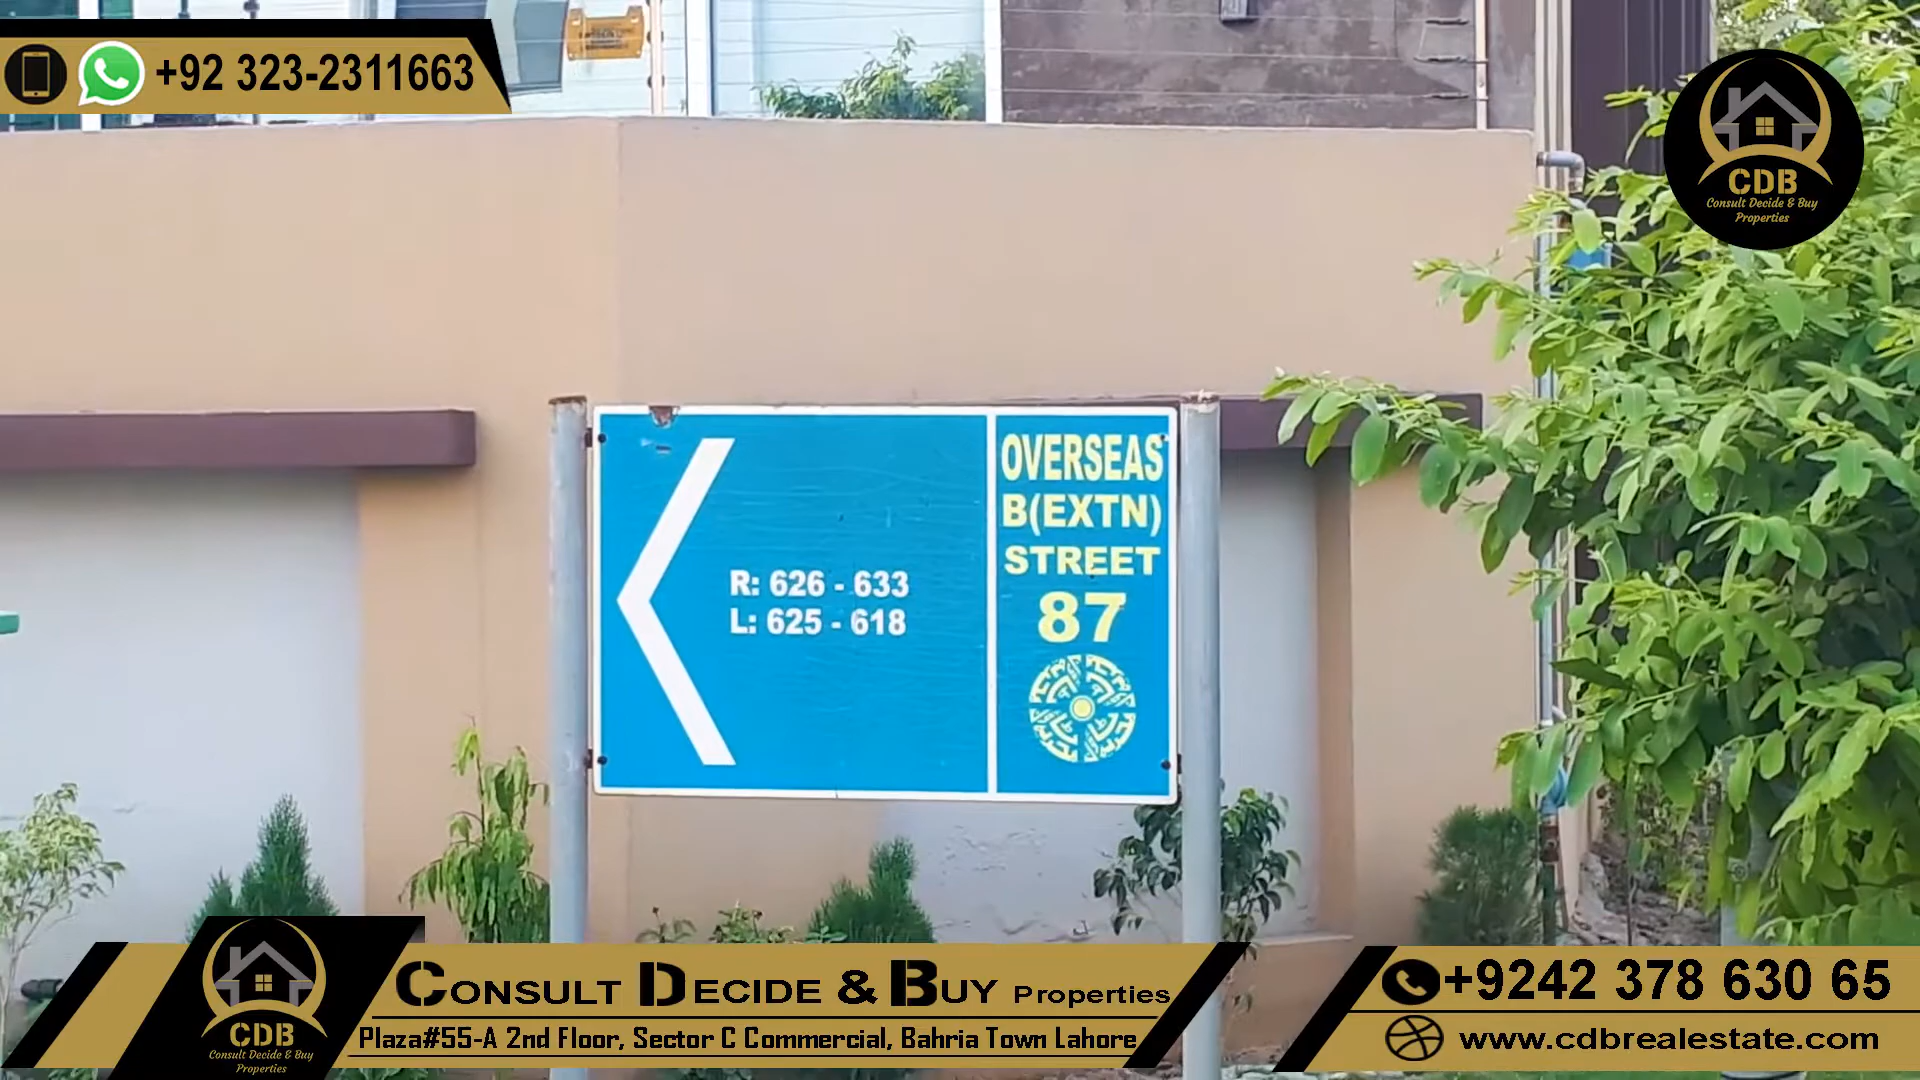 +92 323-2311663
CDB
Consult Decide & Buy
Properties
OVERSEAS
B(EXTN)
STREET
87
R: 626 - 633
L: 625 - 618
CDB
Consult Decide & Buy
Properties
CONSULT DECIDE & BUY Properties
Plaza#55-A 2nd Floor, Sector C Commercial, Bahria Town Lahore
+9242 378 630 65
www.cdbrealestate.com